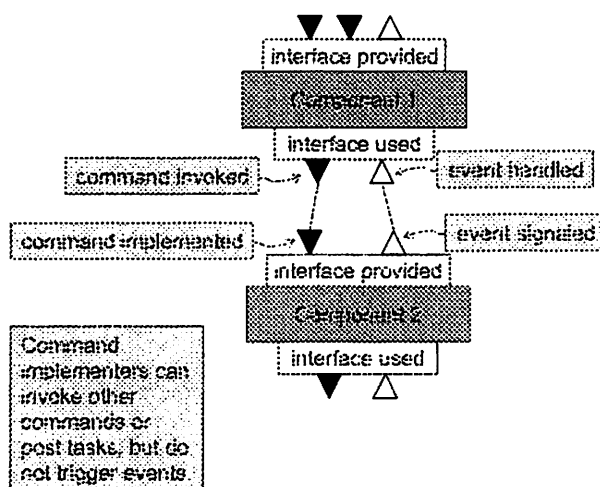 interface provided
Component 1
interface used
command invoked
event handled
command implemented
event signaled
interface provided
Component 2
interface used
Command
implementers can
invoke other
commands or
post tasks, but do
not trigger events.